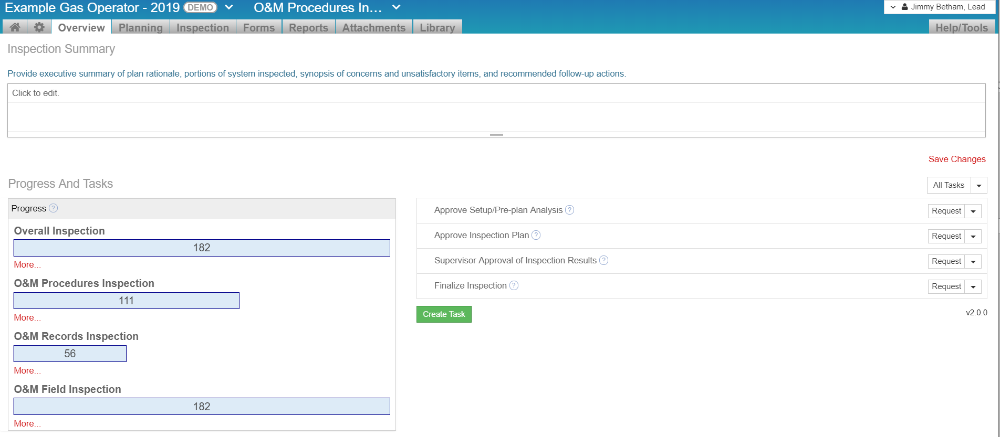 Example Gas Operator - 2019 DEMO O&M Procedures In... Jimmy Betham, Lead
Overview Planning Inspection Forms Reports Attachments Library Help/Tools
Inspection Summary
Provide executive summary of plan rationale, portions of system inspected, synopsis of concerns and unsatisfactory items, and recommended follow-up actions.
Click to edit.
Save Changes
Progress And Tasks
All Tasks
Progress ?
Overall Inspection
182
More...
O&M Procedures Inspection
111
More...
O&M Records Inspection
56
More...
O&M Field Inspection
182
More...
Approve Setup/Pre-plan Analysis ? Request
Approve Inspection Plan ? Request
Supervisor Approval of Inspection Results ? Request
Finalize Inspection ? Request
Create Task
v2.0.0